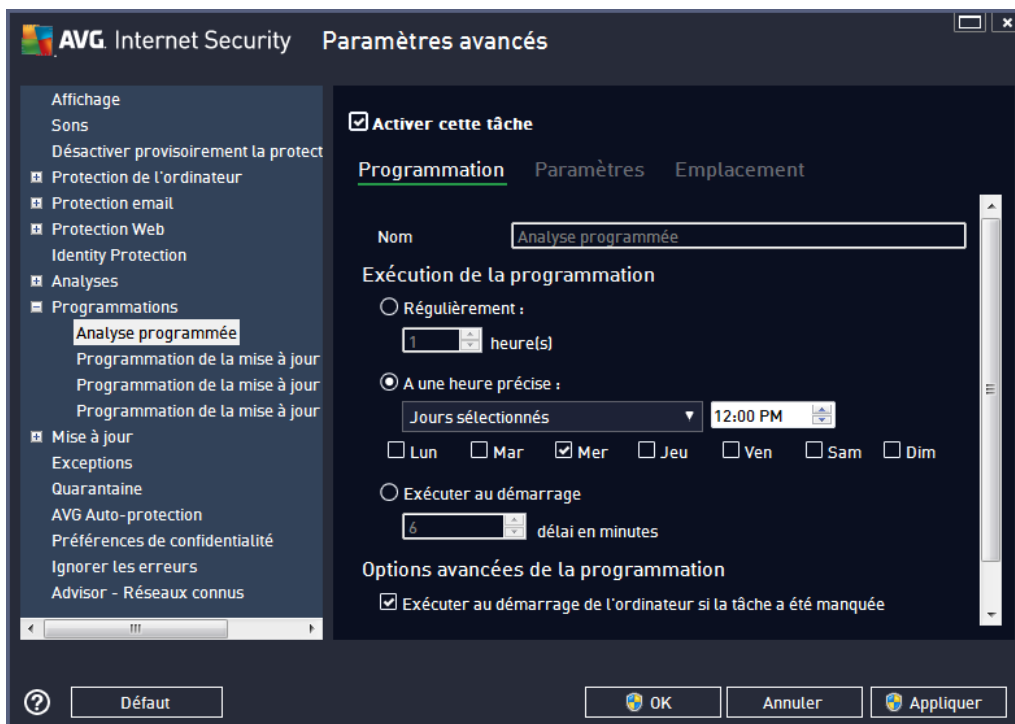 AVG. Internet Security Paramètres avancés
Affichage
Sons
Désactiver provisoirement la protect
Protection de l'ordinateur
Protection email
Protection Web
Identity Protection
Analyses
Programmations
Analyse programmée
Programmation de la mise à jour
Programmation de la mise à jour
Programmation de la mise à jour
Mise à jour
Exceptions
Quarantaine
AVG Auto-protection
Préférences de confidentialité
Ignorer les erreurs
Advisor - Réseaux connus
Activer cette tâche
Programmation Paramètres Emplacement
Nom Analyse programmée
Exécution de la programmation
Régulièrement :
1 heure(s)
A une heure précise :
Jours sélectionnés 12:00 PM
Lun Mar Mer Jeu Ven Sam Dim
Exécuter au démarrage
6 délai en minutes
Options avancées de la programmation
Exécuter au démarrage de l'ordinateur si la tâche a été manquée
? Défaut OK Annuler Appliquer